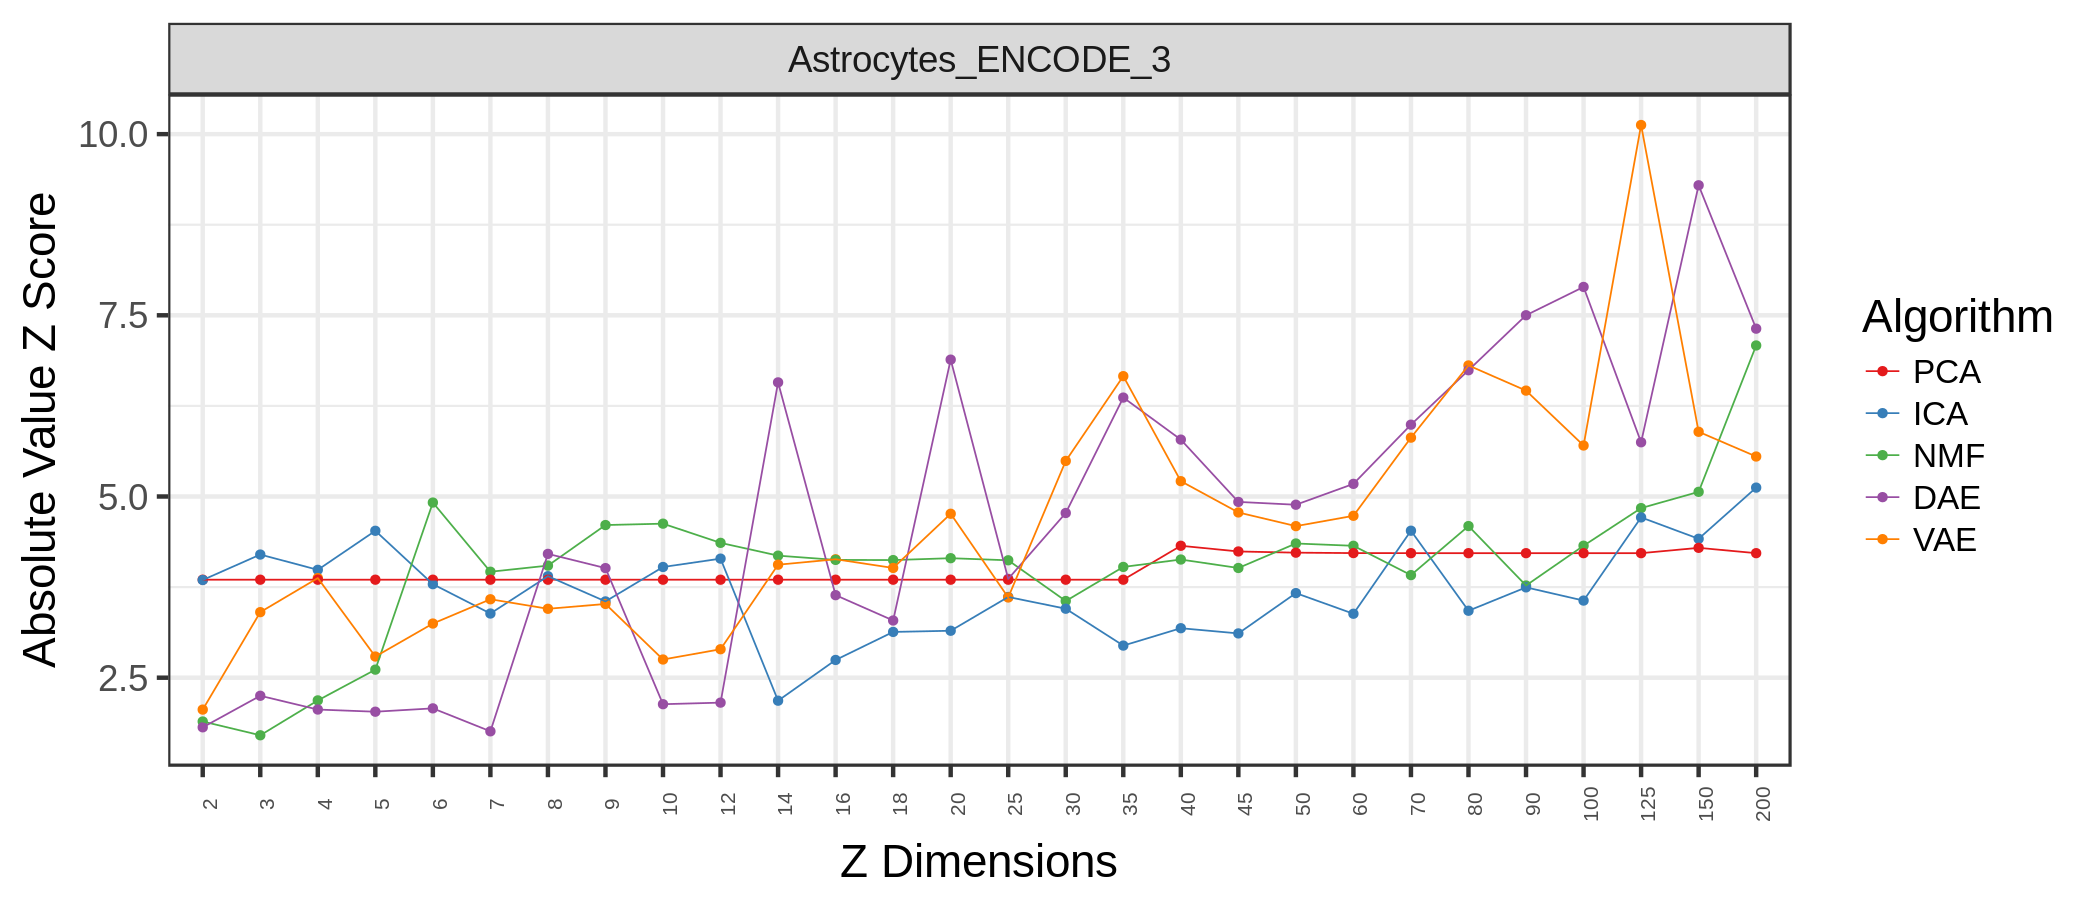 Astrocytes_ENCODE_3
Absolute Value Z Score
10.0
7.5
5.0
2.5
2 3 4 5 6 7 8 9 10 12 14 16 18 20 25 30 35 40 45 50 60 70 80 90 100 125 150 200
Z Dimensions
Algorithm
PCA
ICA
NMF
DAE
VAE